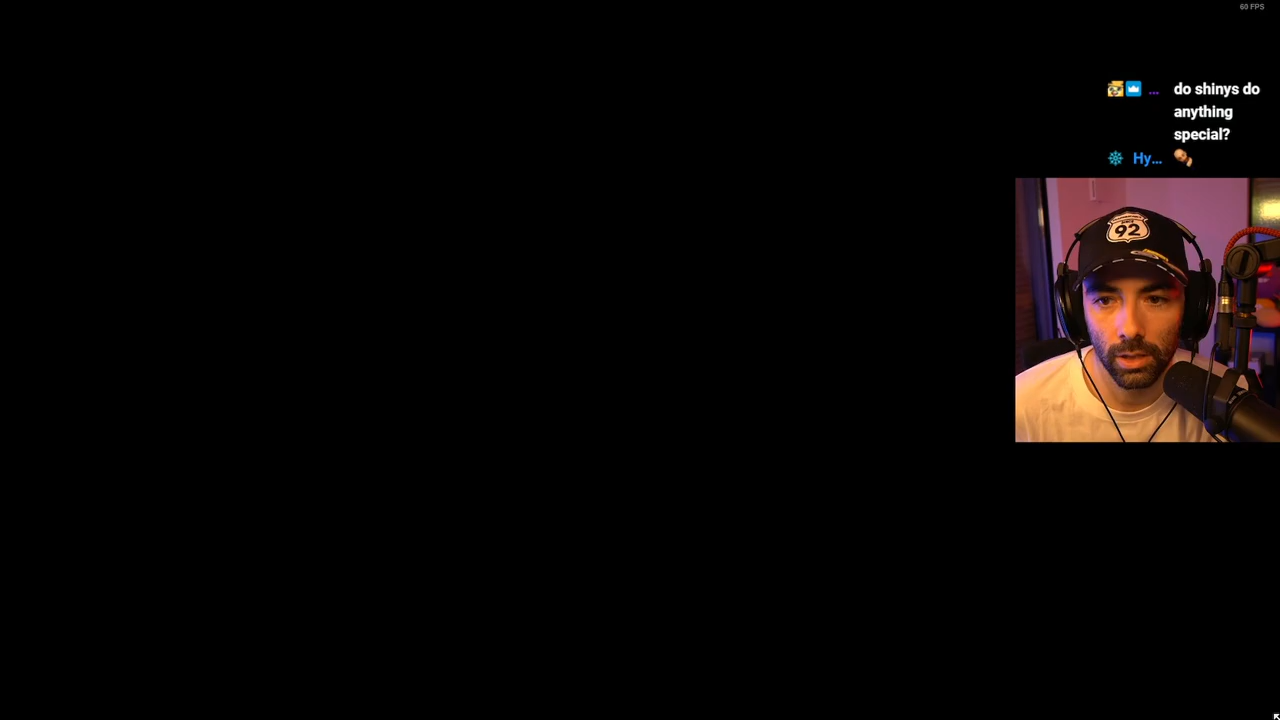 60 FPS
... do shinys do
anything
special?
Hy...
92